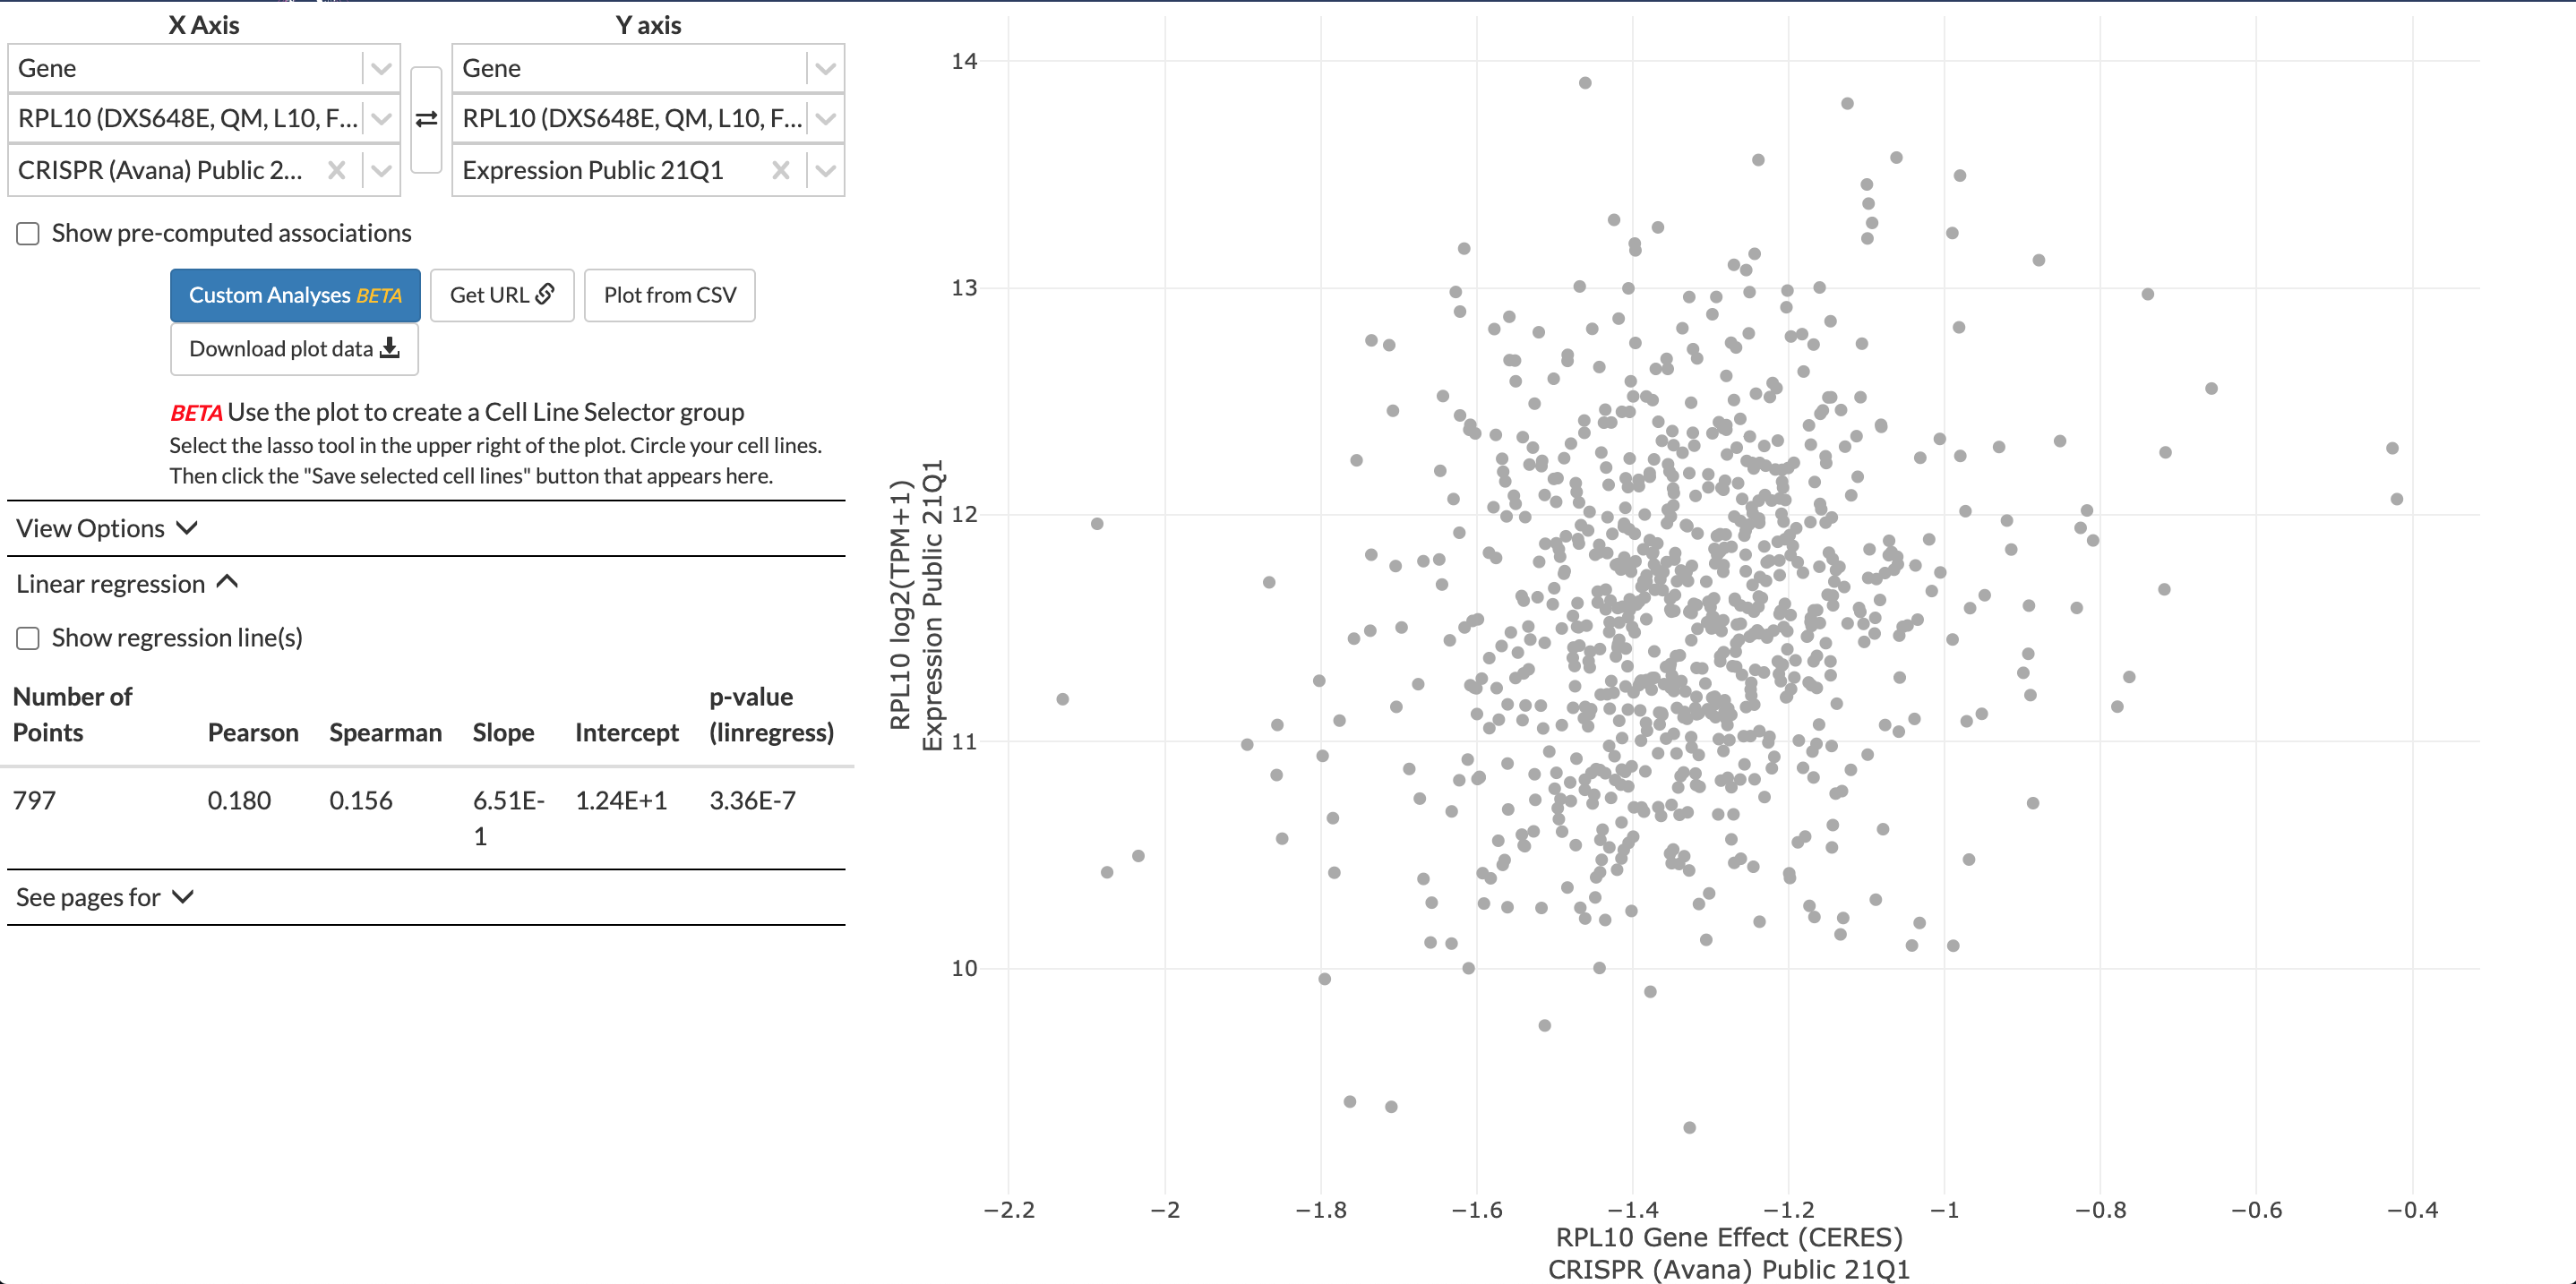 X Axis
Y axis
Gene
Gene
RPL10 (DXS648E, QM, L10, F...
RPL10 (DXS648E, QM, L10, F...
CRISPR (Avana) Public 2...
Expression Public 21Q1
Show pre-computed associations
Custom Analyses BETA
Get URL
Plot from CSV
Download plot data
BETA Use the plot to create a Cell Line Selector group
Select the lasso tool in the upper right of the plot. Circle your cell lines.
Then click the "Save selected cell lines" button that appears here.
View Options
Linear regression
Show regression line(s)
Number of Points
Pearson
Spearman
Slope
Intercept
p-value (linregress)
797
0.180
0.156
6.51E-1
1.24E+1
3.36E-7
See pages for
RPL10 log2(TPM+1)
Expression Public 21Q1
14
13
12
11
10
−2.2
−2
−1.8
−1.6
−1.4
−1.2
−1
−0.8
−0.6
−0.4
RPL10 Gene Effect (CERES)
CRISPR (Avana) Public 21Q1